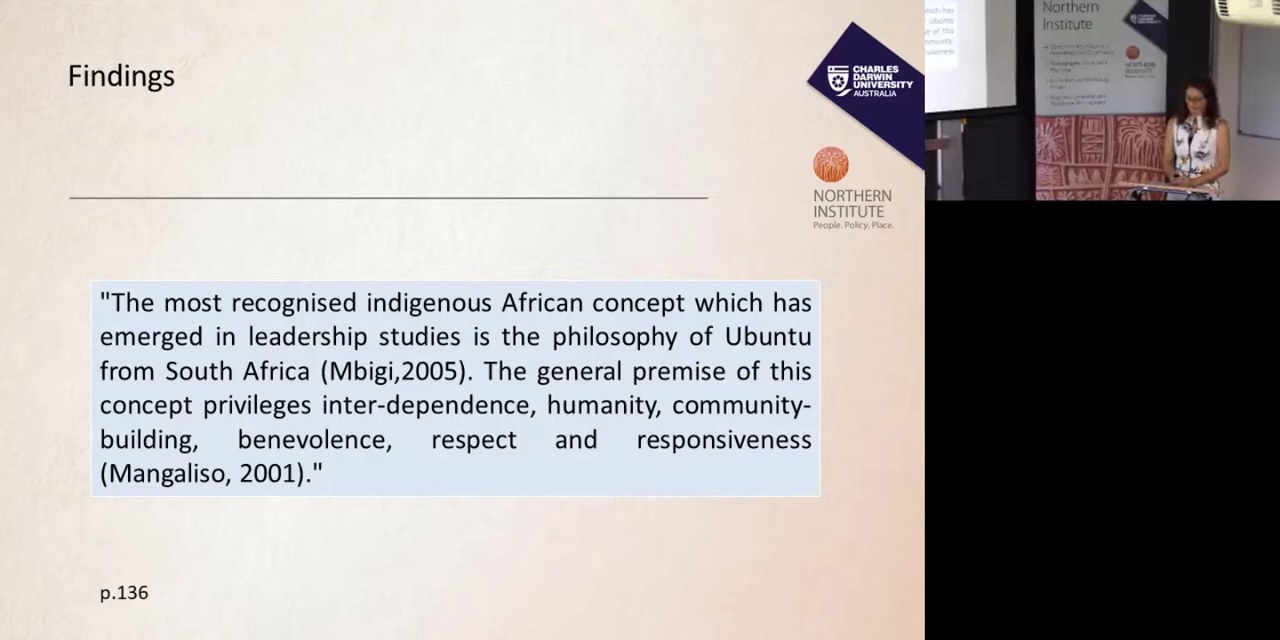 Findings
CHARLES
DARWIN
UNIVERSITY
AUSTRALIA
NORTHERN
INSTITUTE
People. Policy. Place.
"The most recognised indigenous African concept which has
emerged in leadership studies is the philosophy of Ubuntu
from South Africa (Mbigi,2005). The general premise of this
concept privileges inter-dependence, humanity, community-
building, benevolence, respect and responsiveness
(Mangaliso, 2001)."
p.136
Northern
Institute